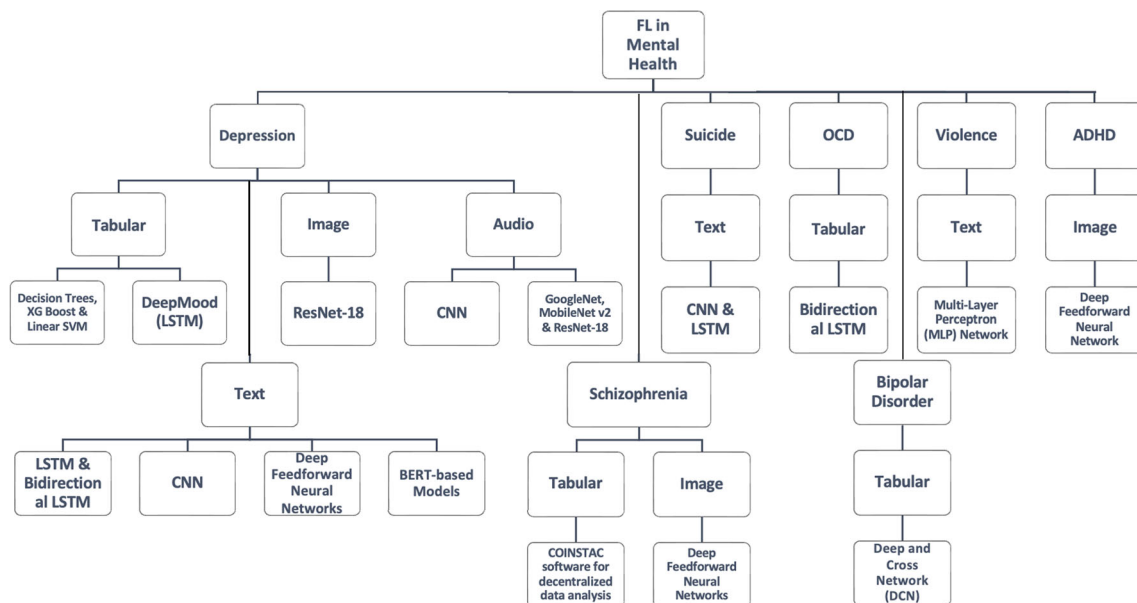 FL in
Mental
Health
Depression
Suicide
OCD
Violence
ADHD
Tabular
Image
Audio
Text
Tabular
Text
Image
Decision Trees,
XG Boost &
Linear SVM
DeepMood
(LSTM)
ResNet-18
CNN
GoogleNet,
MobileNet v2
& ResNet-18
CNN &
LSTM
Bidirection
al LSTM
Multi-Layer
Perceptron
(MLP) Network
Deep
Feedforward
Neural
Network
Text
Schizophrenia
Bipolar
Disorder
LSTM &
Bidirection
al LSTM
CNN
Deep
Feedforward
Neural
Networks
BERT-based
Models
Tabular
Image
Tabular
COINSTAC
software for
decentralized
data analysis
Deep
Feedforward
Neural
Networks
Deep and
Cross
Network
(DCN)